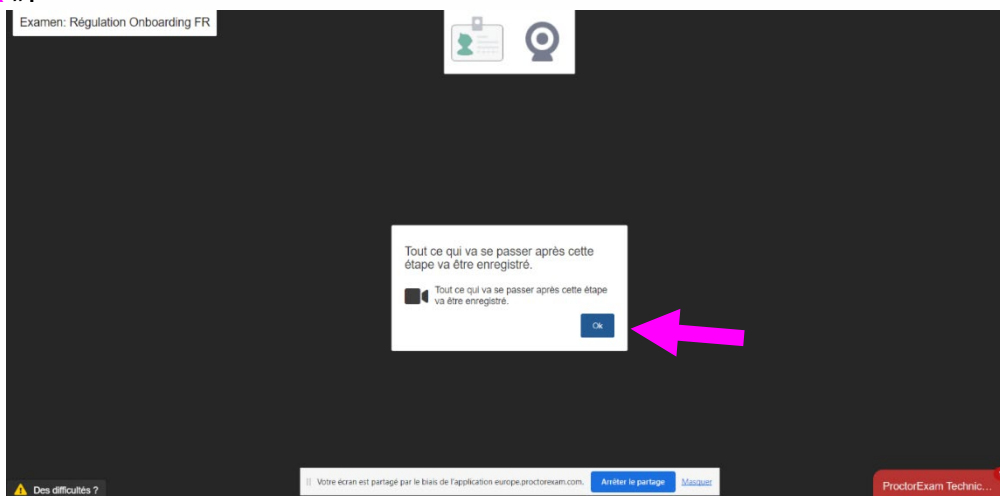 Examen: Régulation Onboarding FR
Tout ce qui va se passer après cette
étape va être enregistré.
Tout ce qui va se passer après cette étape
va être enregistré.
Ok
Votre écran est partagé par le biais de l'application europe.proctorexam.com.
Arrêter le partage
Masquer
Des difficultés ?
ProctorExam Technic...